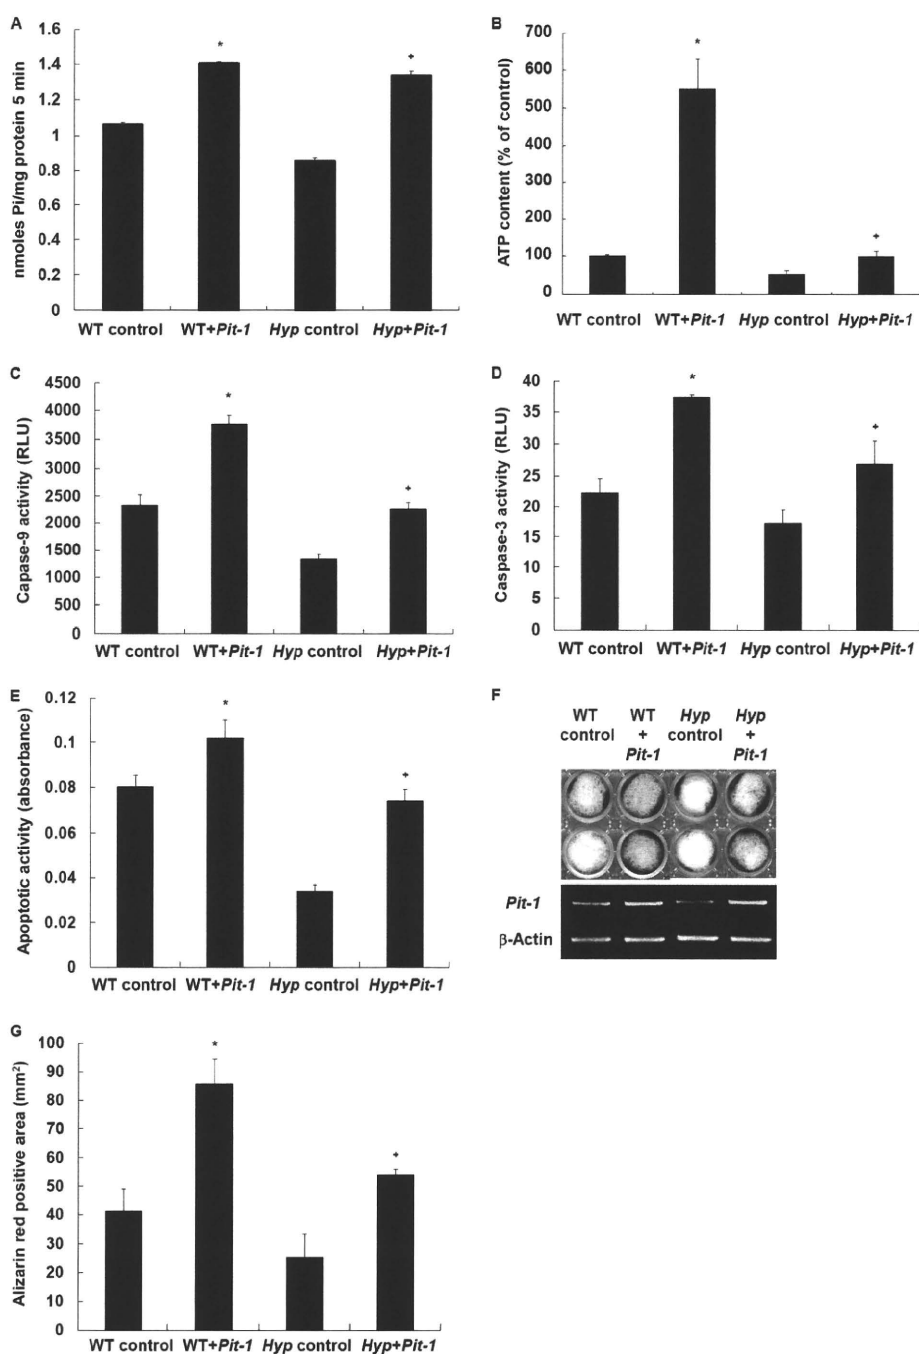 A
1.6
*
+
1.4
1.2
1
0.8
0.6
0.4
0.2
0
nmoles Pi/mg protein 5 min
WT control WT+Pit-1 Hyp control Hyp+Pit-1
B
700
*
600
500
400
300
200
100
0
+
ATP content (% of control)
WT control WT+Pit-1 Hyp control Hyp+Pit-1
C
4500
*
4000
3500
3000
2500
2000
1500
1000
500
0
+
Capase-9 activity (RLU)
WT control WT+Pit-1 Hyp control Hyp+Pit-1
D
40
*
35
30
25
20
15
10
5
0
+
Caspase-3 activity (RLU)
WT control WT+Pit-1 Hyp control Hyp+Pit-1
E
0.12
*
0.1
0.08
0.06
0.04
0.02
0
+
Apoptotic activity (absorbance)
WT control WT+Pit-1 Hyp control Hyp+Pit-1
F
WT WT Hyp Hyp
control + control +
Pit-1 Pit-1
Pit-1
β-Actin
G
100
*
90
80
70
60
50
40
30
20
10
0
+
Alizarin red positive area (mm²)
WT control WT+Pit-1 Hyp control Hyp+Pit-1